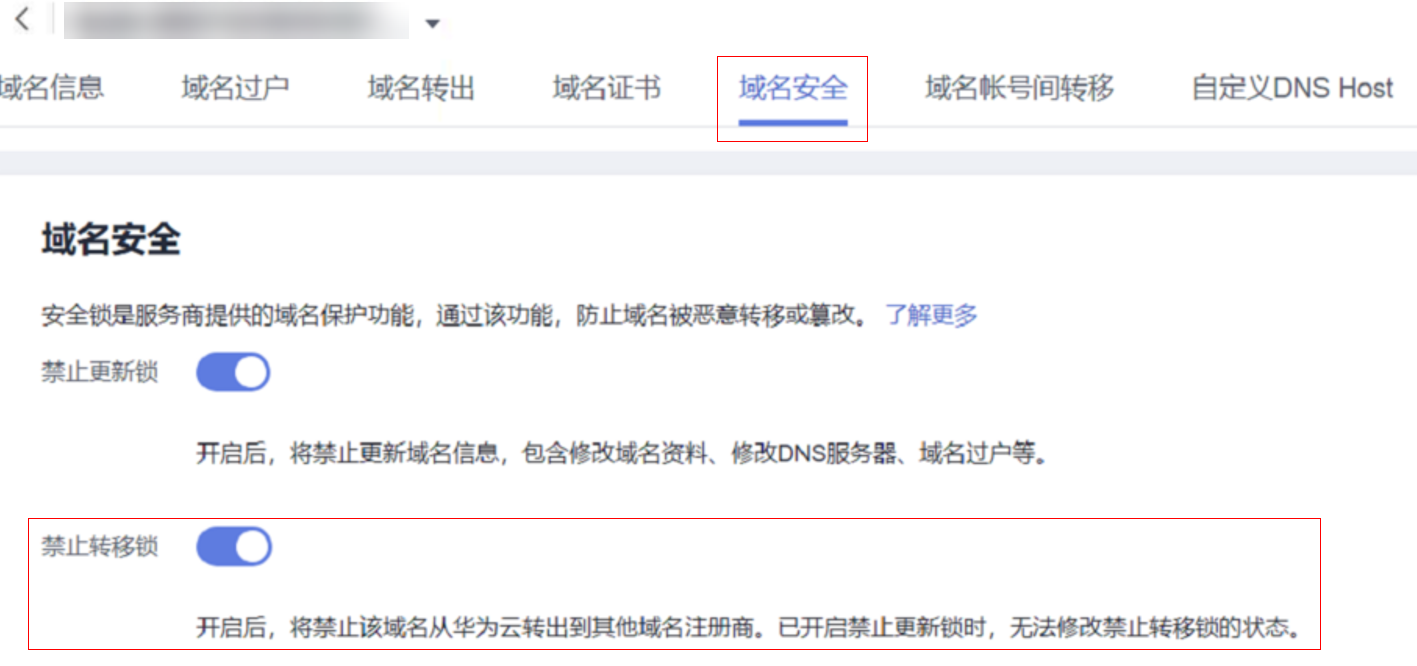 域名信息 域名过户 域名转出 域名证书 域名安全 域名帐号间转移 自定义DNS Host
域名安全
安全锁是服务商提供的域名保护功能，通过该功能，防止域名被恶意转移或篡改。 了解更多
禁止更新锁
开启后，将禁止更新域名信息，包含修改域名资料、修改DNS服务器、域名过户等。
禁止转移锁
开启后，将禁止该域名从华为云转出到其他域名注册商。已开启禁止更新锁时，无法修改禁止转移锁的状态。